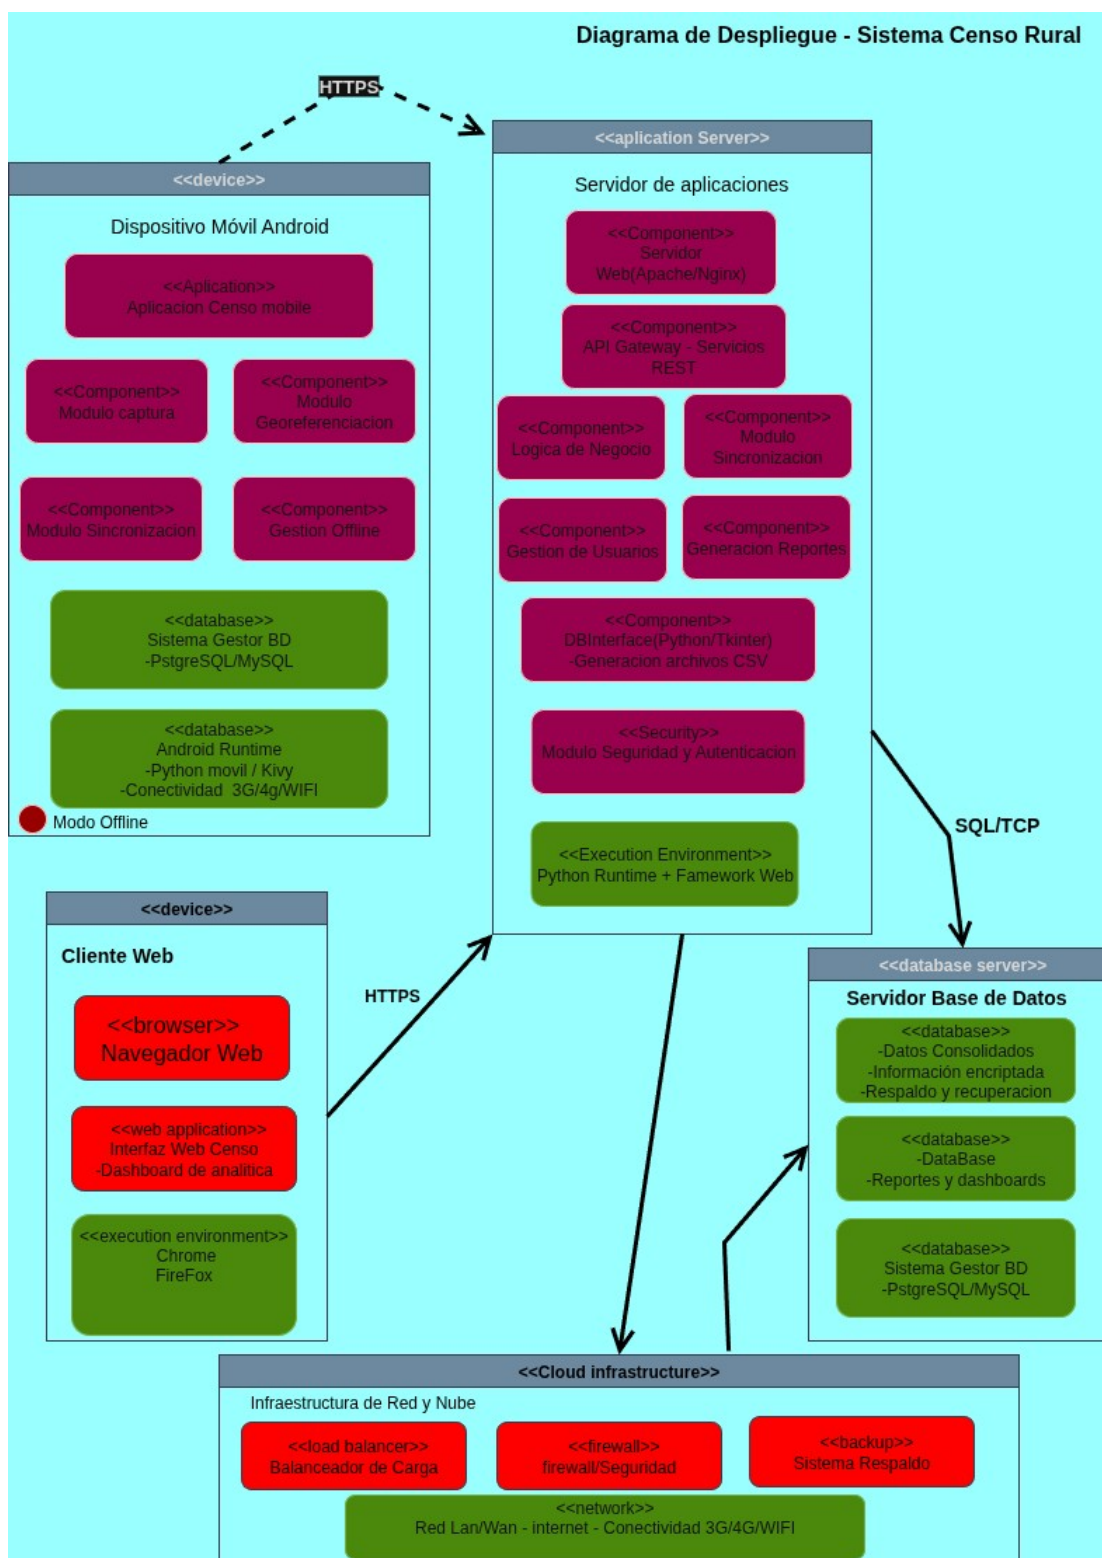 Diagrama de Despliegue - Sistema Censo Rural
HTTPS
<<device>>
Dispositivo Móvil Android
<<Aplication>>
Aplicacion Censo mobile
<<Component>>
Modulo captura
<<Component>>
Modulo
Georeferenciacion
<<Component>>
Modulo Sincronizacion
<<Component>>
Gestion Offline
<<database>>
Sistema Gestor BD
-PstgreSQL/MySQL
<<database>>
Android Runtime
-Python movil / Kivy
-Conectividad 3G/4g/WIFI
Modo Offline
<<aplication Server>>
Servidor de aplicaciones
<<Component>>
Servidor
Web(Apache/Nginx)
<<Component>>
API Gateway - Servicios
REST
<<Component>>
Logica de Negocio
<<Component>>
Modulo
Sincronizacion
<<Component>>
Gestion de Usuarios
<<Component>>
Generacion Reportes
<<Component>>
DBInterface(Python/Tkinter)
-Generacion archivos CSV
<<Security>>
Modulo Seguridad y Autenticacion
<<Execution Environment>>
Python Runtime + Famework Web
SQL/TCP
<<device>>
Cliente Web
<<browser>>
Navegador Web
<<web application>>
Interfaz Web Censo
-Dashboard de analitica
<<execution environment>>
Chrome
FireFox
HTTPS
<<database server>>
Servidor Base de Datos
<<database>>
-Datos Consolidados
-Información encriptada
-Respaldo y recuperacion
<<database>>
-DataBase
-Reportes y dashboards
<<database>>
Sistema Gestor BD
-PstgreSQL/MySQL
<<Cloud infrastructure>>
Infraestructura de Red y Nube
<<load balancer>>
Balanceador de Carga
<<firewall>>
firewall/Seguridad
<<backup>>
Sistema Respaldo
<<network>>
Red Lan/Wan - internet - Conectividad 3G/4G/WIFI